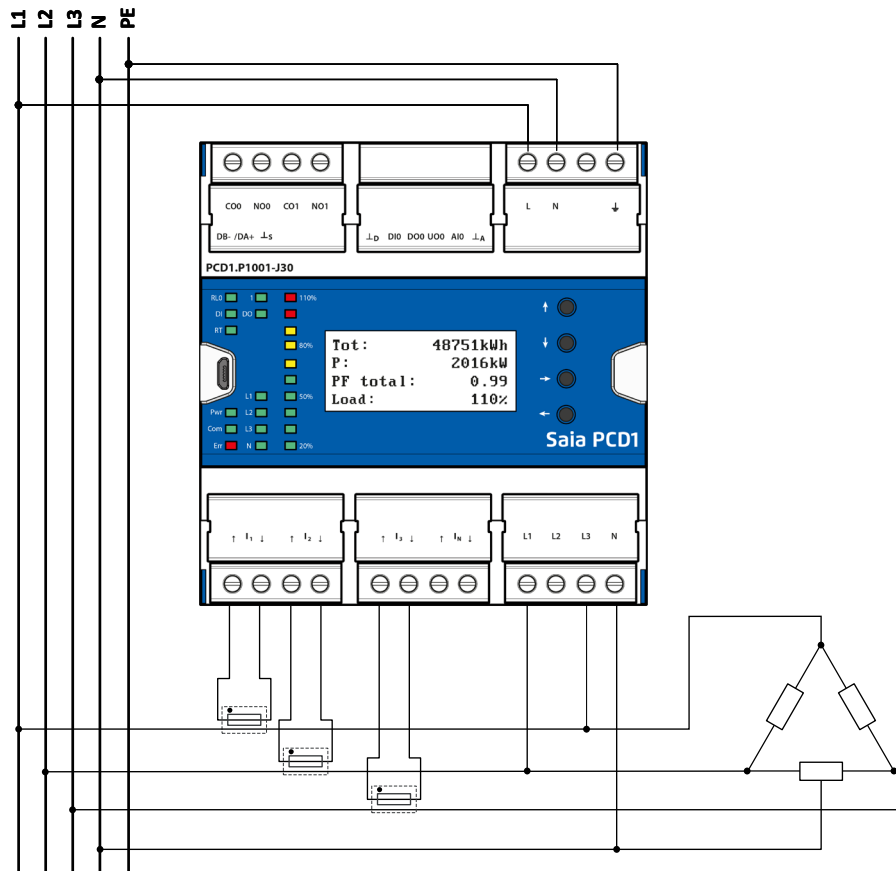 L1 L2 L3 N PE
CO0 NO0 CO1 NO1
DB- /DA+ ⊥S
⊥D DI0 DO0 UO0 AI0 ⊥A
L N ⏚
PCD1.P1001-J30
RL0 1 110%
DI DO
RT
80%
L1 50%
Pwr L2
Com L3
Err N 20%
Tot: 48751kWh
P: 2016kW
PF total: 0.99
Load: 110%
↑
↓
→
←
Saia PCD1
↑ I1 ↓ ↑ I2 ↓
↑ I3 ↓ ↑ IN ↓
L1 L2 L3 N